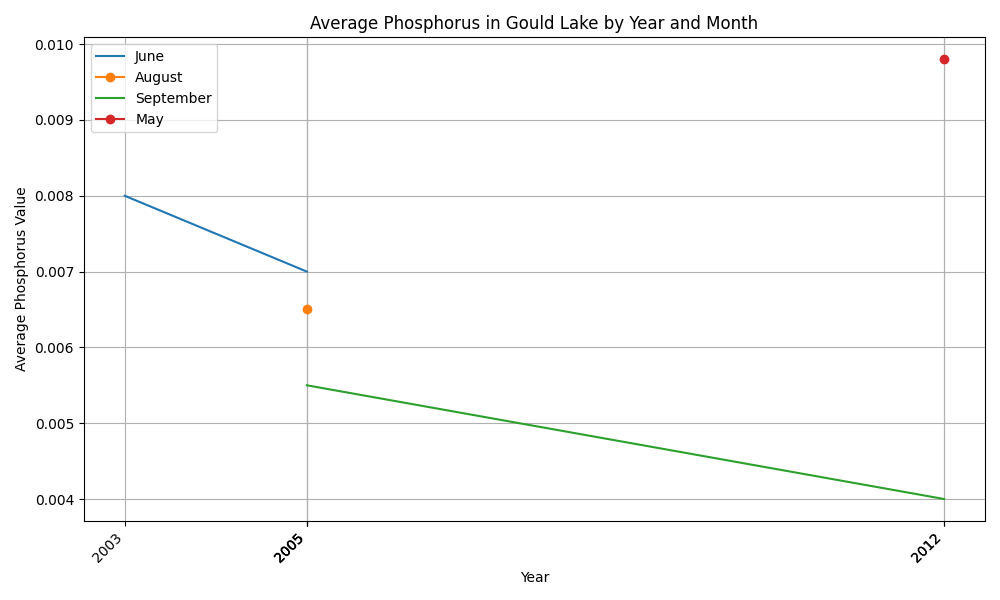 Average Phosphorus in Gould Lake by Year and Month
June
August
September
May
0.010
0.009
0.008
0.007
0.006
0.005
0.004
Average Phosphorus Value
2003
2005
2012
Year